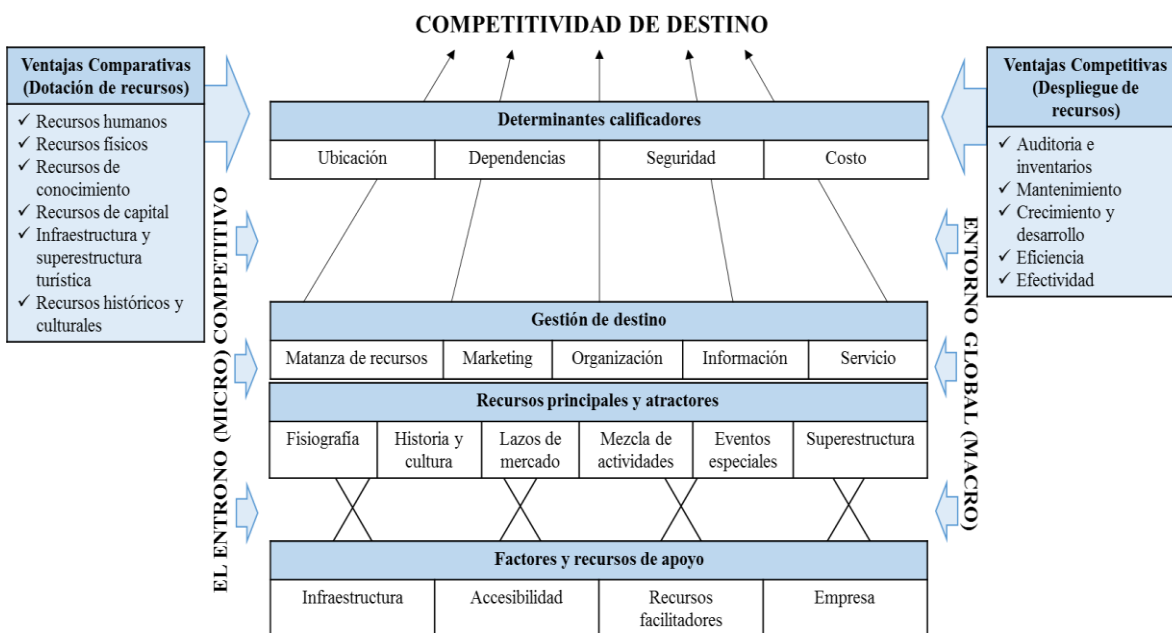 COMPETITIVIDAD DE DESTINO
Ventajas Comparativas
(Dotación de recursos)
✓ Recursos humanos
✓ Recursos físicos
✓ Recursos de
conocimiento
✓ Recursos de capital
✓ Infraestructura y
superestructura
turística
✓ Recursos históricos y
culturales
Ventajas Competitivas
(Despliegue de
recursos)
✓ Auditoria e
inventarios
✓ Mantenimiento
✓ Crecimiento y
desarrollo
✓ Eficiencia
✓ Efectividad
EL ENTRONO (MICRO) COMPETITIVO
ENTORNO GLOBAL (MACRO)
Determinantes calificadores
Ubicación Dependencias Seguridad Costo
Gestión de destino
Matanza de recursos Marketing Organización Información Servicio
Recursos principales y atractores
Fisiografía Historia y Lazos de Mezcla de Eventos Superestructura
cultura mercado actividades especiales
Factores y recursos de apoyo
Infraestructura Accesibilidad Recursos Empresa
facilitadores